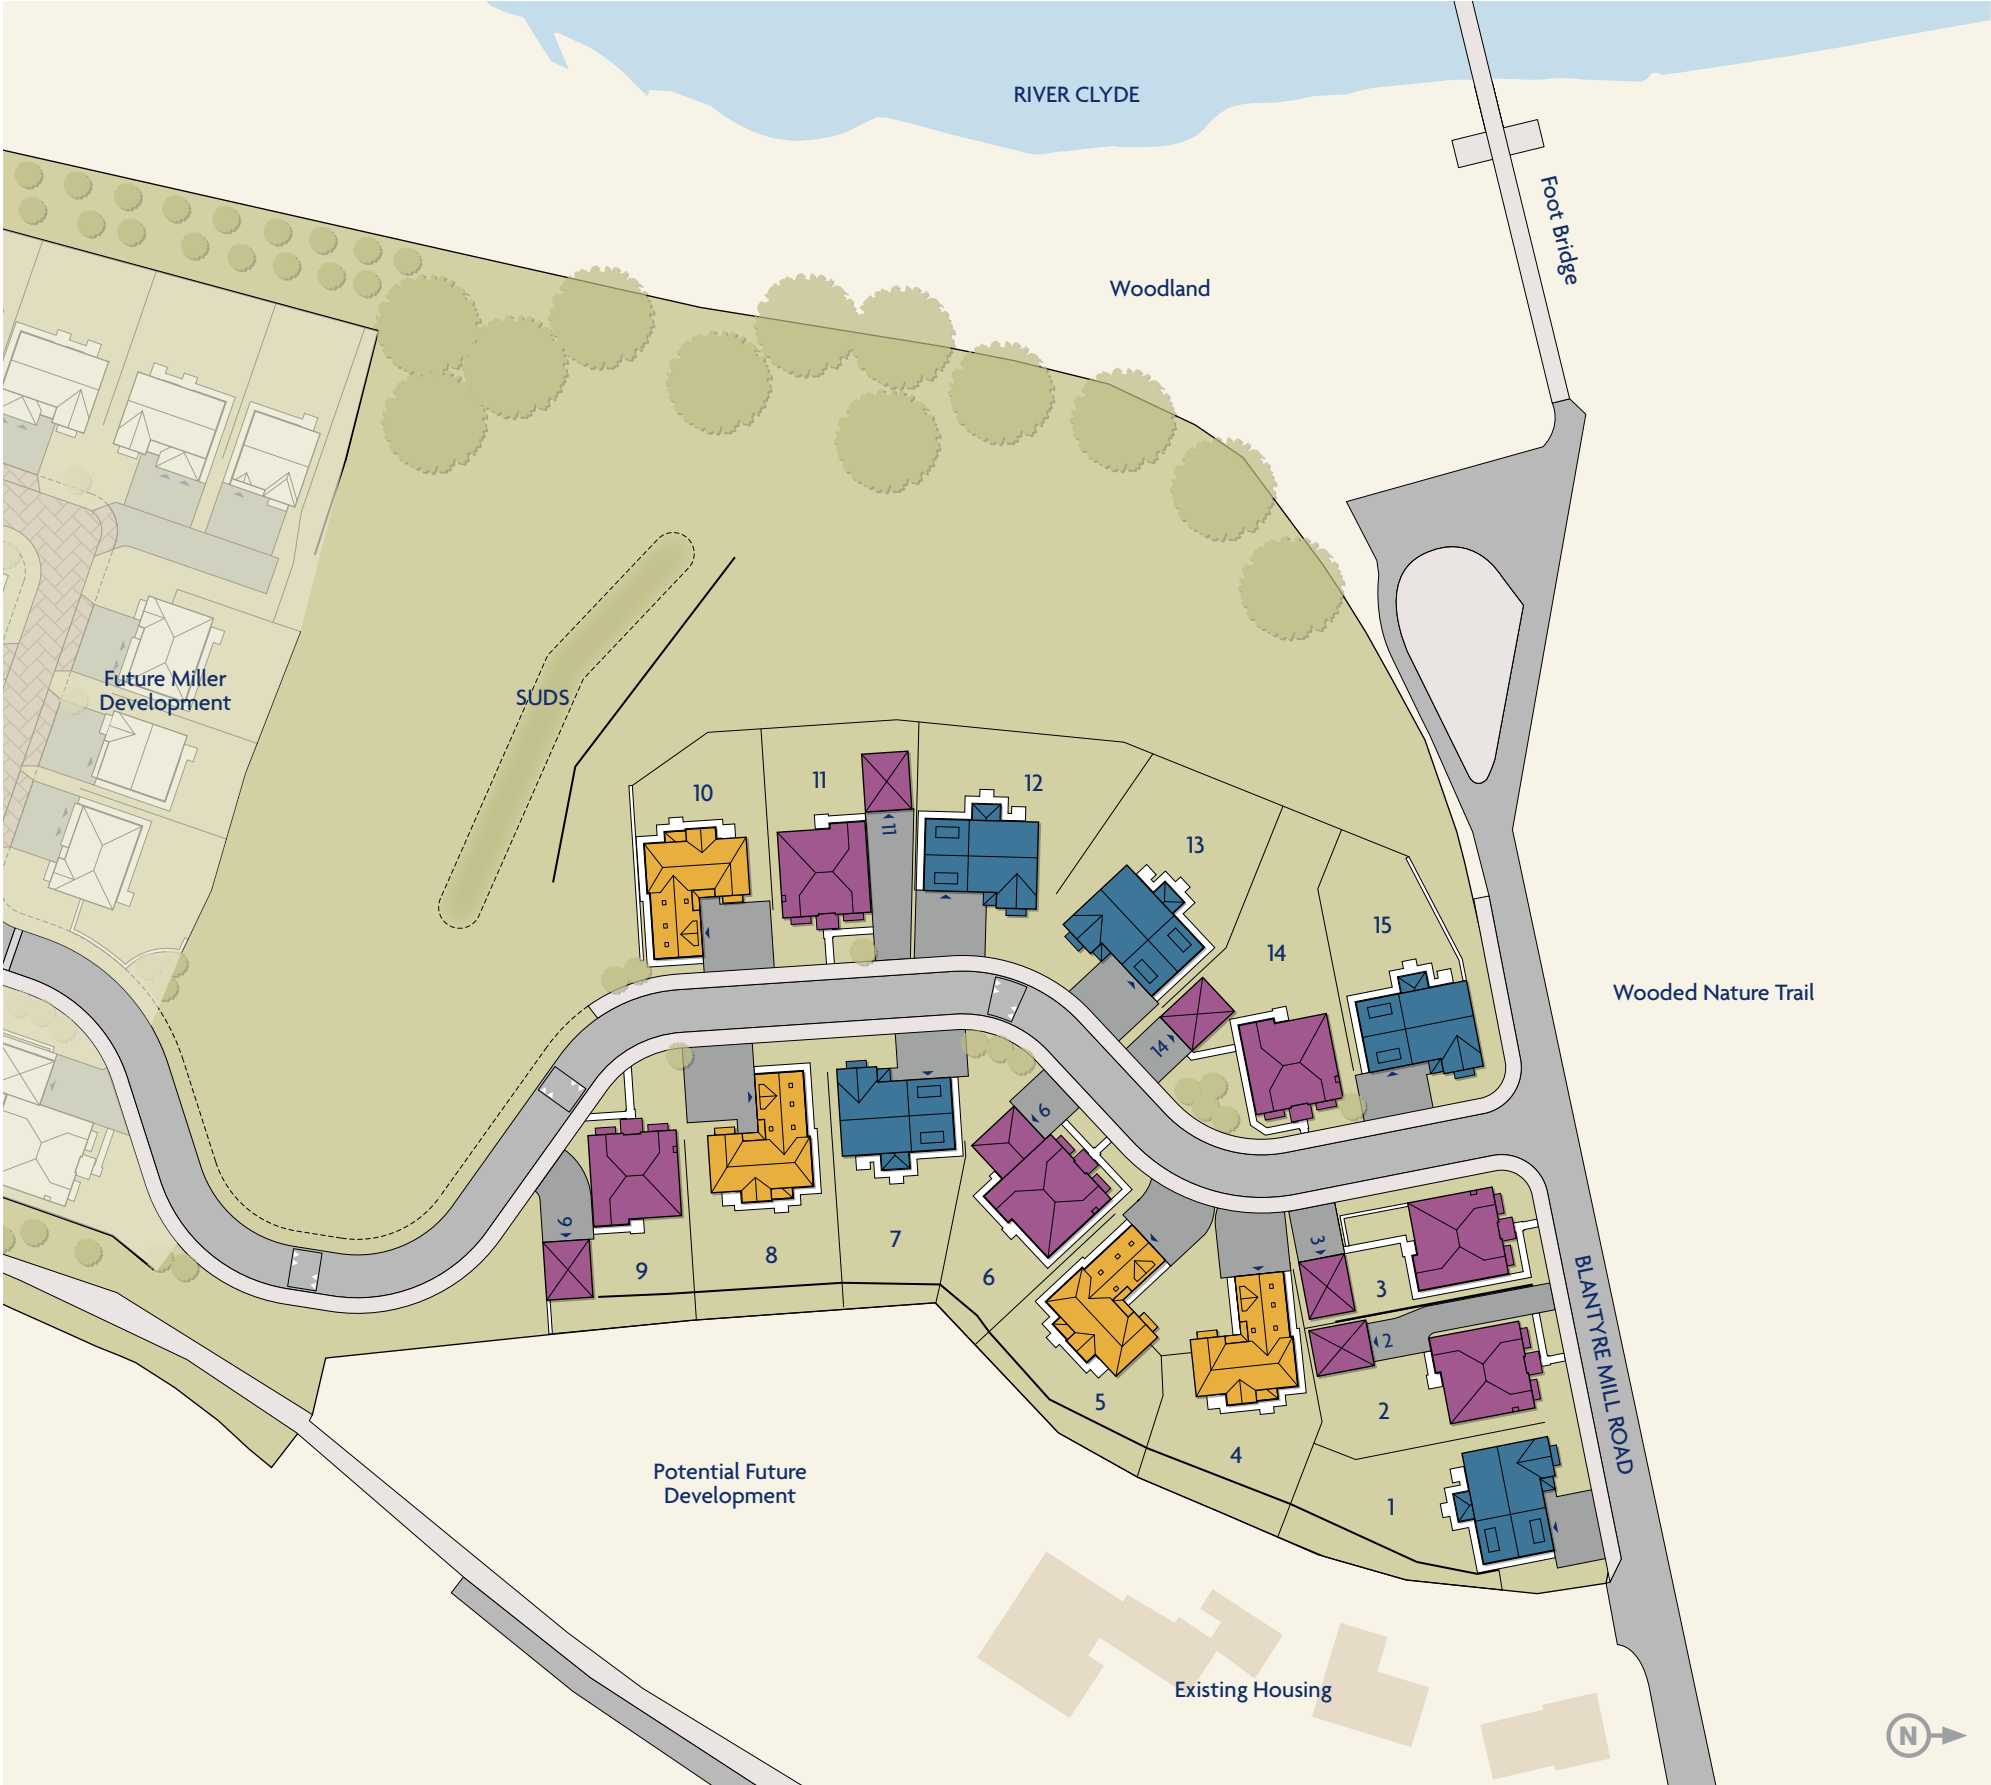 RIVER CLYDE
Foot Bridge
Woodland
Future Miller
Development
SUDS
10
11
12
11
13
15
14
Wooded Nature Trail
14
6
9
3
7
8
9
6
3
2
BLANTYRE MILL ROAD
5
2
4
1
Potential Future
Development
Existing Housing
N